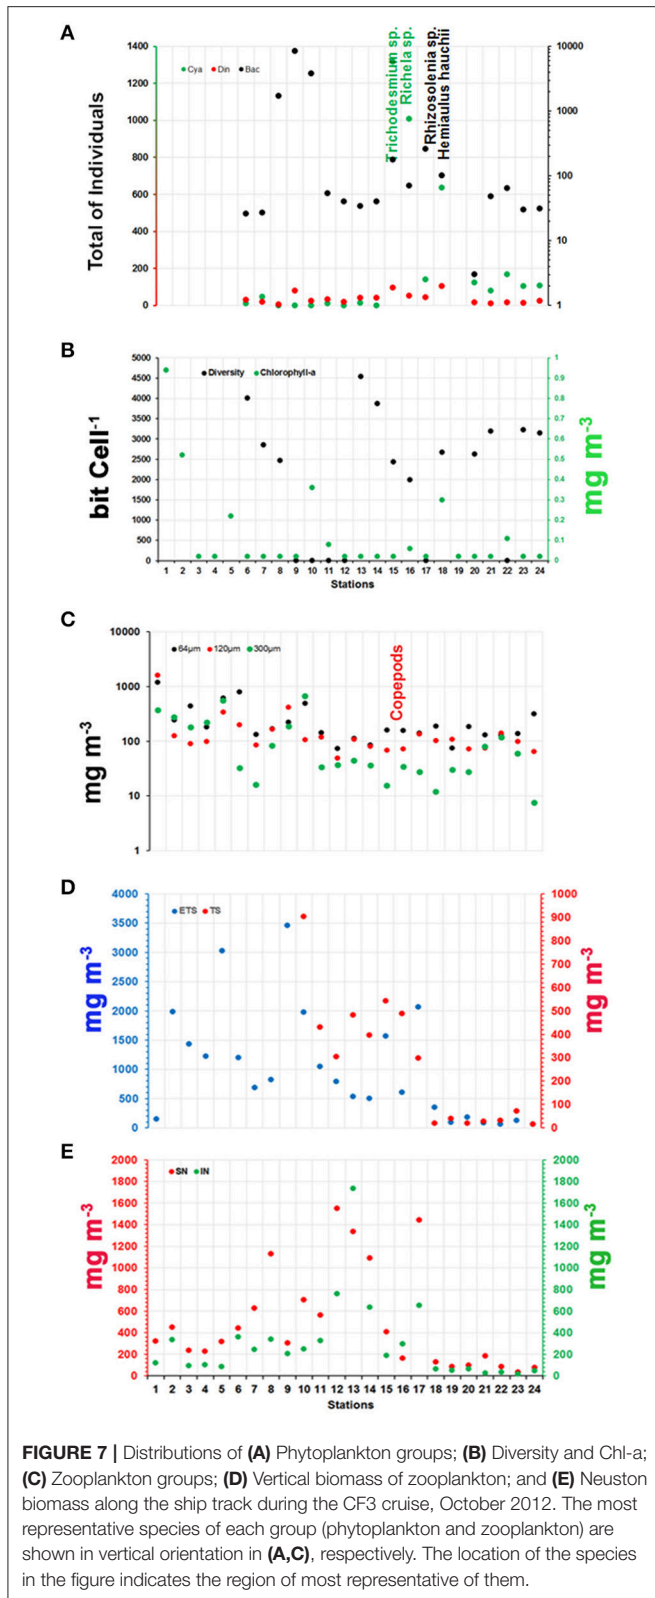 A
Total of Individuals
1400
1200
1000
800
600
400
200
0
Cya Din Bac
Trichodesmium sp.
Richela sp.
Rhizosolenia sp.
Hemiaulus hauchii
10000
1000
100
10
1
B
bit Cell-1
5000
4500
4000
3500
3000
2500
2000
1500
1000
500
0
Diversity Chlorophyll-a
1
0.9
0.8
0.7
0.6
0.5
0.4
0.3
0.2
0.1
0
mg m-3
1 2 3 4 5 6 7 8 9 10 11 12 13 14 15 16 17 18 19 20 21 22 23 24
Stations
C
mg m-3
10000
1000
100
10
1
64µm 120µm 300µm
Copepods
D
mg m-3
4000
3500
3000
2500
2000
1500
1000
500
0
ETS TS
1000
900
800
700
600
500
400
300
200
100
0
mg m-3
E
mg m-3
2000
1800
1600
1400
1200
1000
800
600
400
200
0
SN IN
2000
1800
1600
1400
1200
1000
800
600
400
200
0
mg m-3
1 2 3 4 5 6 7 8 9 10 11 12 13 14 15 16 17 18 19 20 21 22 23 24
Stations
FIGURE 7 | Distributions of (A) Phytoplankton groups; (B) Diversity and Chl-a;
(C) Zooplankton groups; (D) Vertical biomass of zooplankton; and (E) Neuston
biomass along the ship track during the CF3 cruise, October 2012. The most
representative species of each group (phytoplankton and zooplankton) are
shown in vertical orientation in (A,C), respectively. The location of the species
in the figure indicates the region of most representative of them.